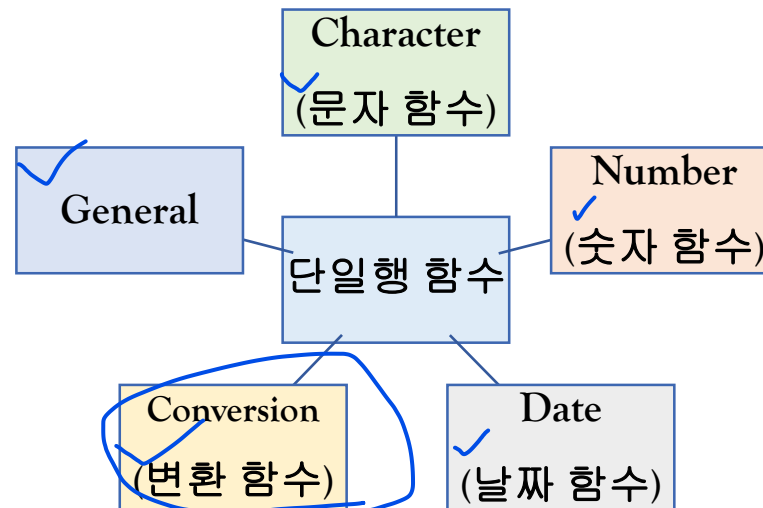 Character
(문자 함수)
General
Number
(숫자 함수)
단일행 함수
Conversion
(변환 함수)
Date
(날짜 함수)